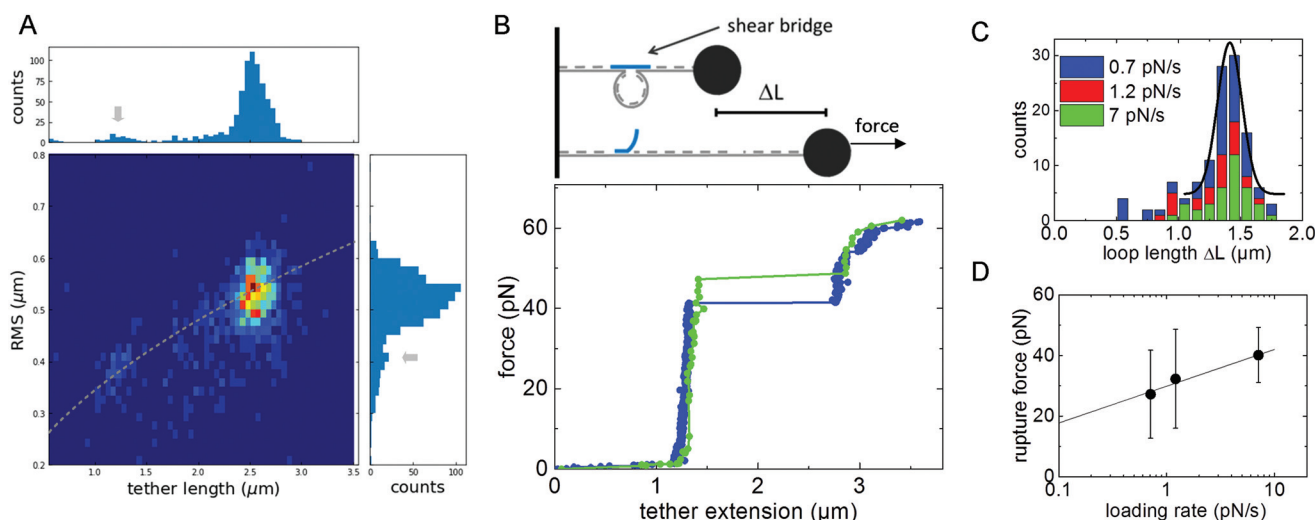 A
counts
100
75
50
25
0
RMS (μm)
0.8
0.7
0.6
0.5
0.4
0.3
0.2
1.0
1.5
2.0
2.5
3.0
3.5
tether length (μm)
0
50
100
counts
B
shear bridge
ΔL
force
force (pN)
60
40
20
0
0
1
2
3
tether extension (μm)
C
counts
30
20
10
0
0.7 pN/s
1.2 pN/s
7 pN/s
0.5
1.0
1.5
2.0
loop length ΔL (μm)
D
rupture force (pN)
60
40
20
0
0.1
1
10
loading rate (pN/s)